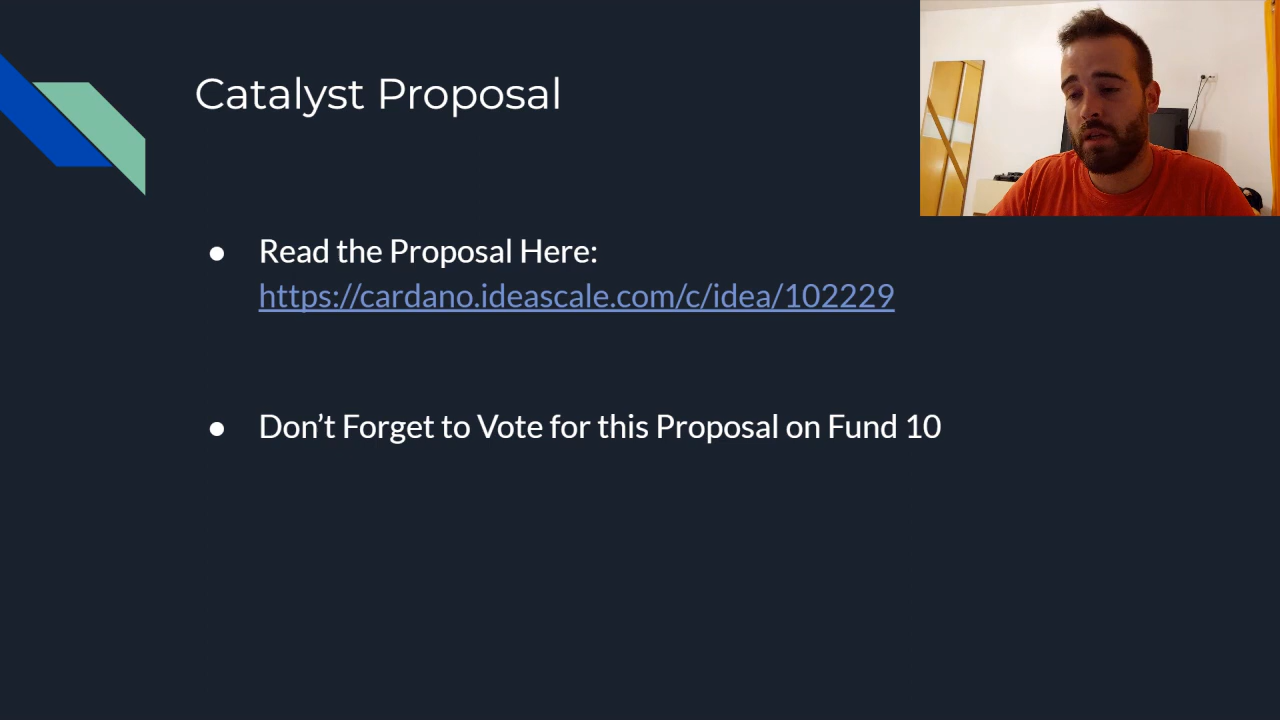 Catalyst Proposal
● Read the Proposal Here:
https://cardano.ideascale.com/c/idea/102229
● Don’t Forget to Vote for this Proposal on Fund 10